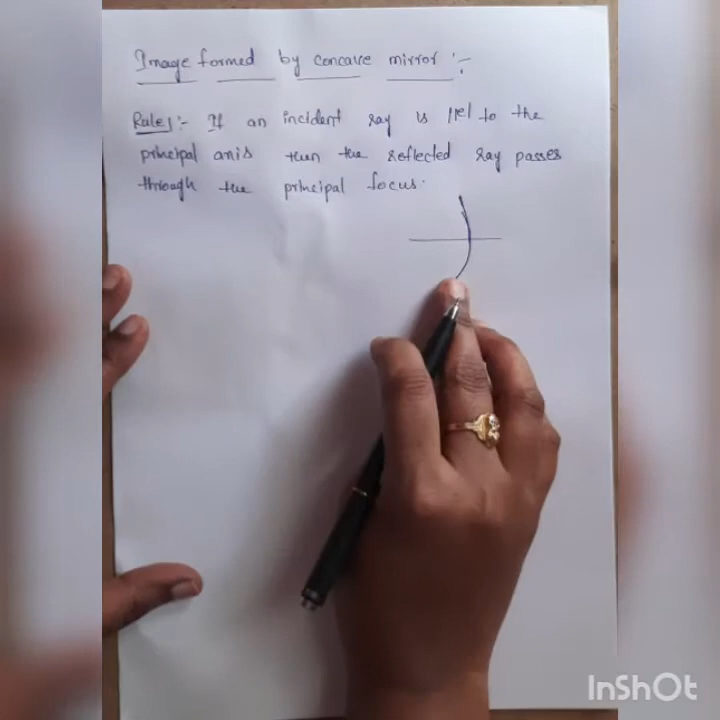 Image formed by concave mirror :-
Rules :- If an incident ray is ||el to the
principal axis then the reflected ray passes
through the principal focus.
InShOt